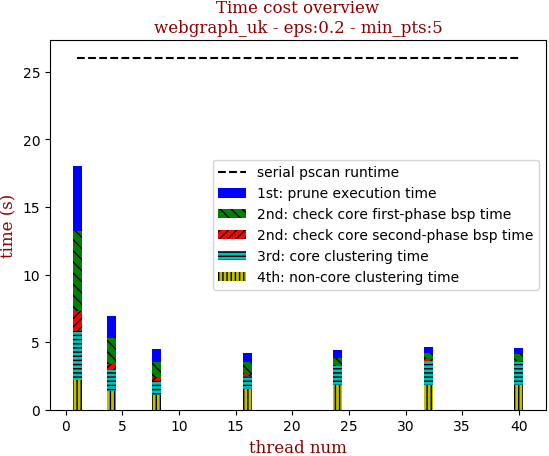 Time cost overview
webgraph_uk - eps:0.2 - min_pts:5
time (s)
25
20
15
10
5
0
serial pscan runtime
1st: prune execution time
2nd: check core first-phase bsp time
2nd: check core second-phase bsp time
3rd: core clustering time
4th: non-core clustering time
0 5 10 15 20 25 30 35 40
thread num